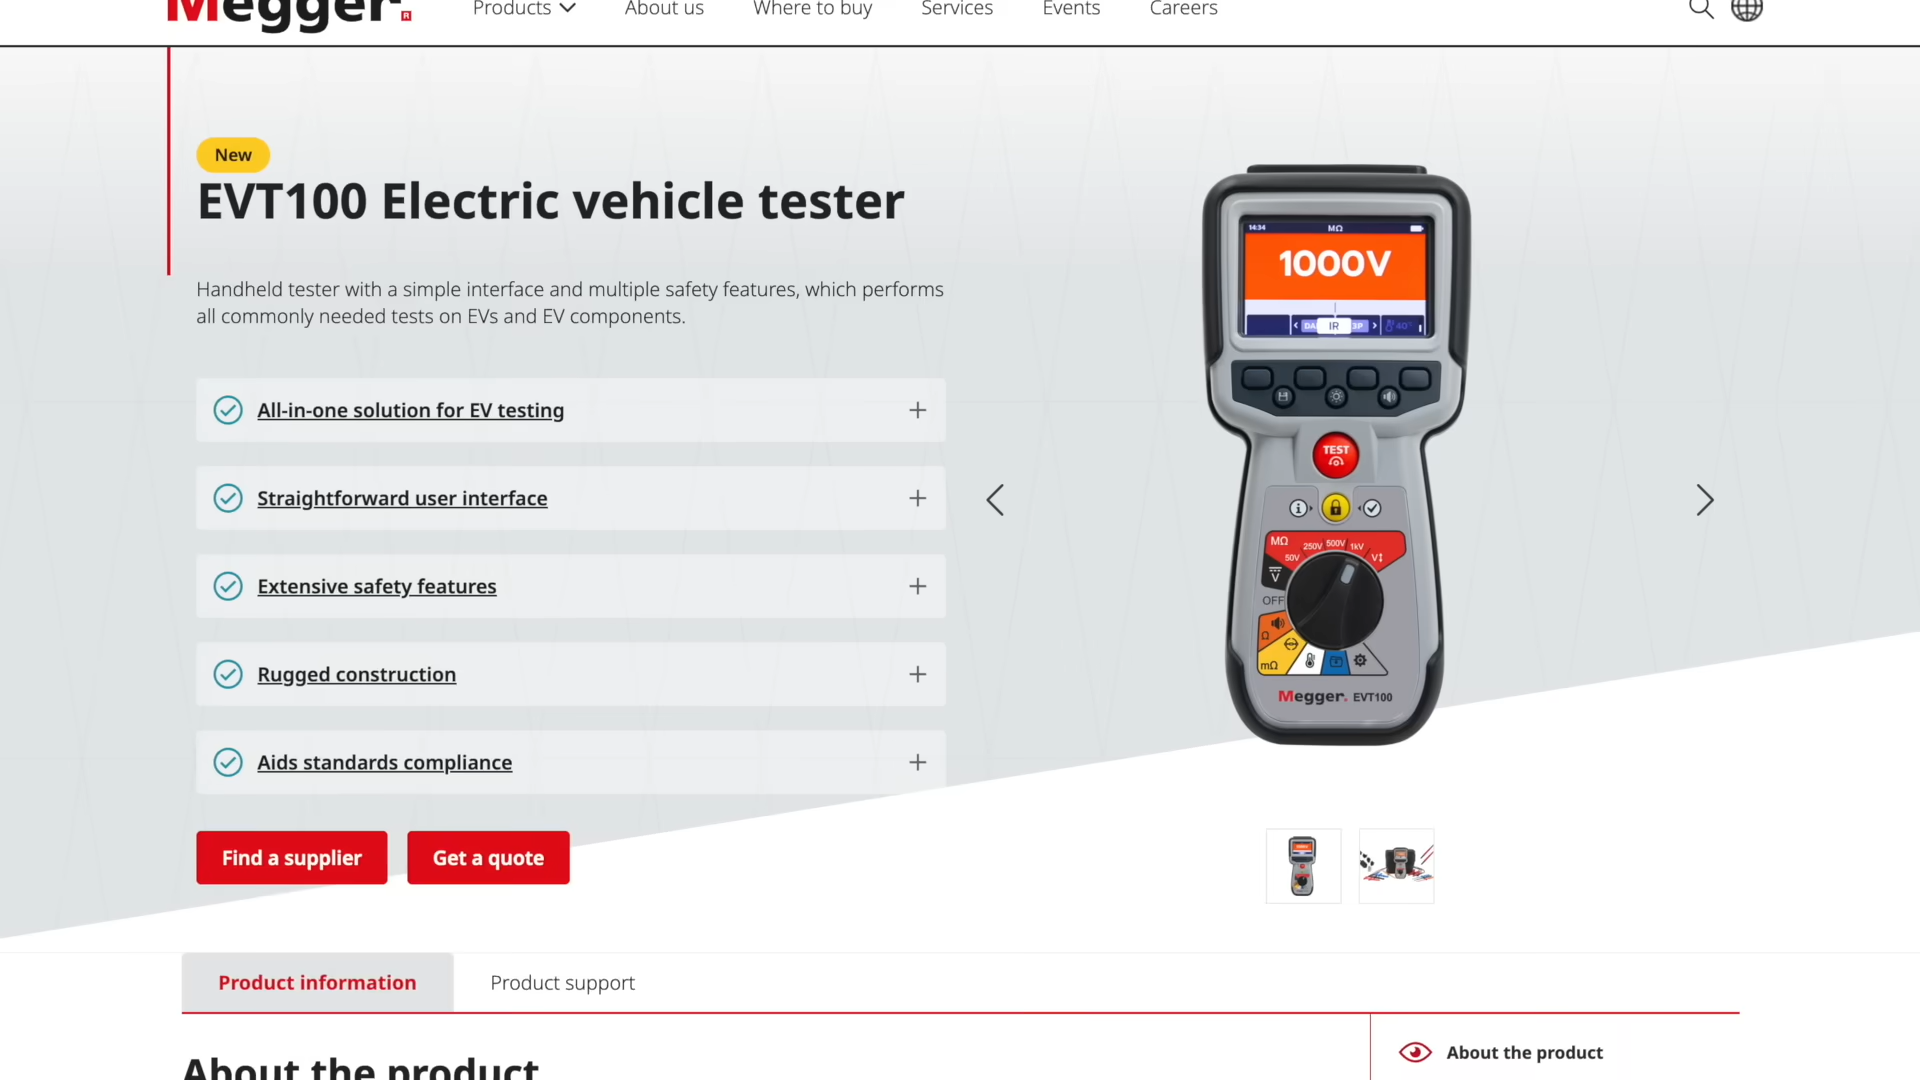 Megger.
Products
About us
Where to buy
Services
Events
Careers
New
EVT100 Electric vehicle tester
Handheld tester with a simple interface and multiple safety features, which performs
all commonly needed tests on EVs and EV components.
All-in-one solution for EV testing
Straightforward user interface
Extensive safety features
Rugged construction
Aids standards compliance
Find a supplier
Get a quote
14:34 MΩ
1000V
IR
TEST
MΩ 50V 250V 500V 1kV V
V
OFF
Ω
mΩ
Megger. EVT100
Product information
Product support
About the product
About the product